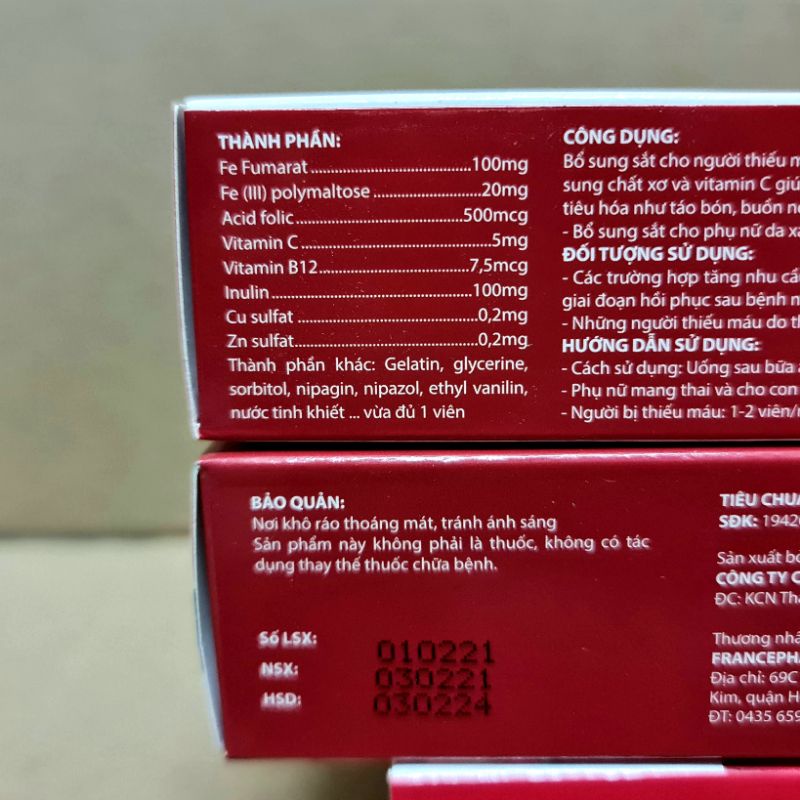 THÀNH PHẦN:
Fe Fumarat..............................100mg
Fe (III) polymaltose....................20mg
Acid folic..............................500mcg
Vitamin C...............................5mg
Vitamin B12.............................7,5mcg
Inulin..................................100mg
Cu sulfat...............................0,2mg
Zn sulfat...............................0,2mg
Thành phần khác: Gelatin, glycerine,
sorbitol, nipagin, nipazol, ethyl vanilin,
nước tinh khiết ... vừa đủ 1 viên
CÔNG DỤNG:
Bổ sung sắt cho người thiếu
sung chất xơ và vitamin C
tiêu hóa như táo bón, buồn
- Bổ sung sắt cho phụ nữ da
ĐỐI TƯỢNG SỬ DỤNG:
- Các trường hợp tăng nhu
giai đoạn hồi phục sau bệnh
- Những người thiếu máu do
HƯỚNG DẪN SỬ DỤNG:
- Cách sử dụng: Uống sau bữa
- Phụ nữ mang thai và cho con
- Người bị thiếu máu: 1-2
BẢO QUẢN:
Nơi khô ráo thoáng mát, tránh ánh sáng
Sản phẩm này không phải là thuốc, không có tác
dụng thay thế thuốc chữa bệnh.
Số LSX: 010221
NSX: 030221
HSD: 030224
TIÊU
SĐK: 1942
Sản xuất
CÔNG TY
ĐC: KCN
Thương
FRANCEPH
Địa chỉ: 69C
Kim, quận
ĐT: 0435 659